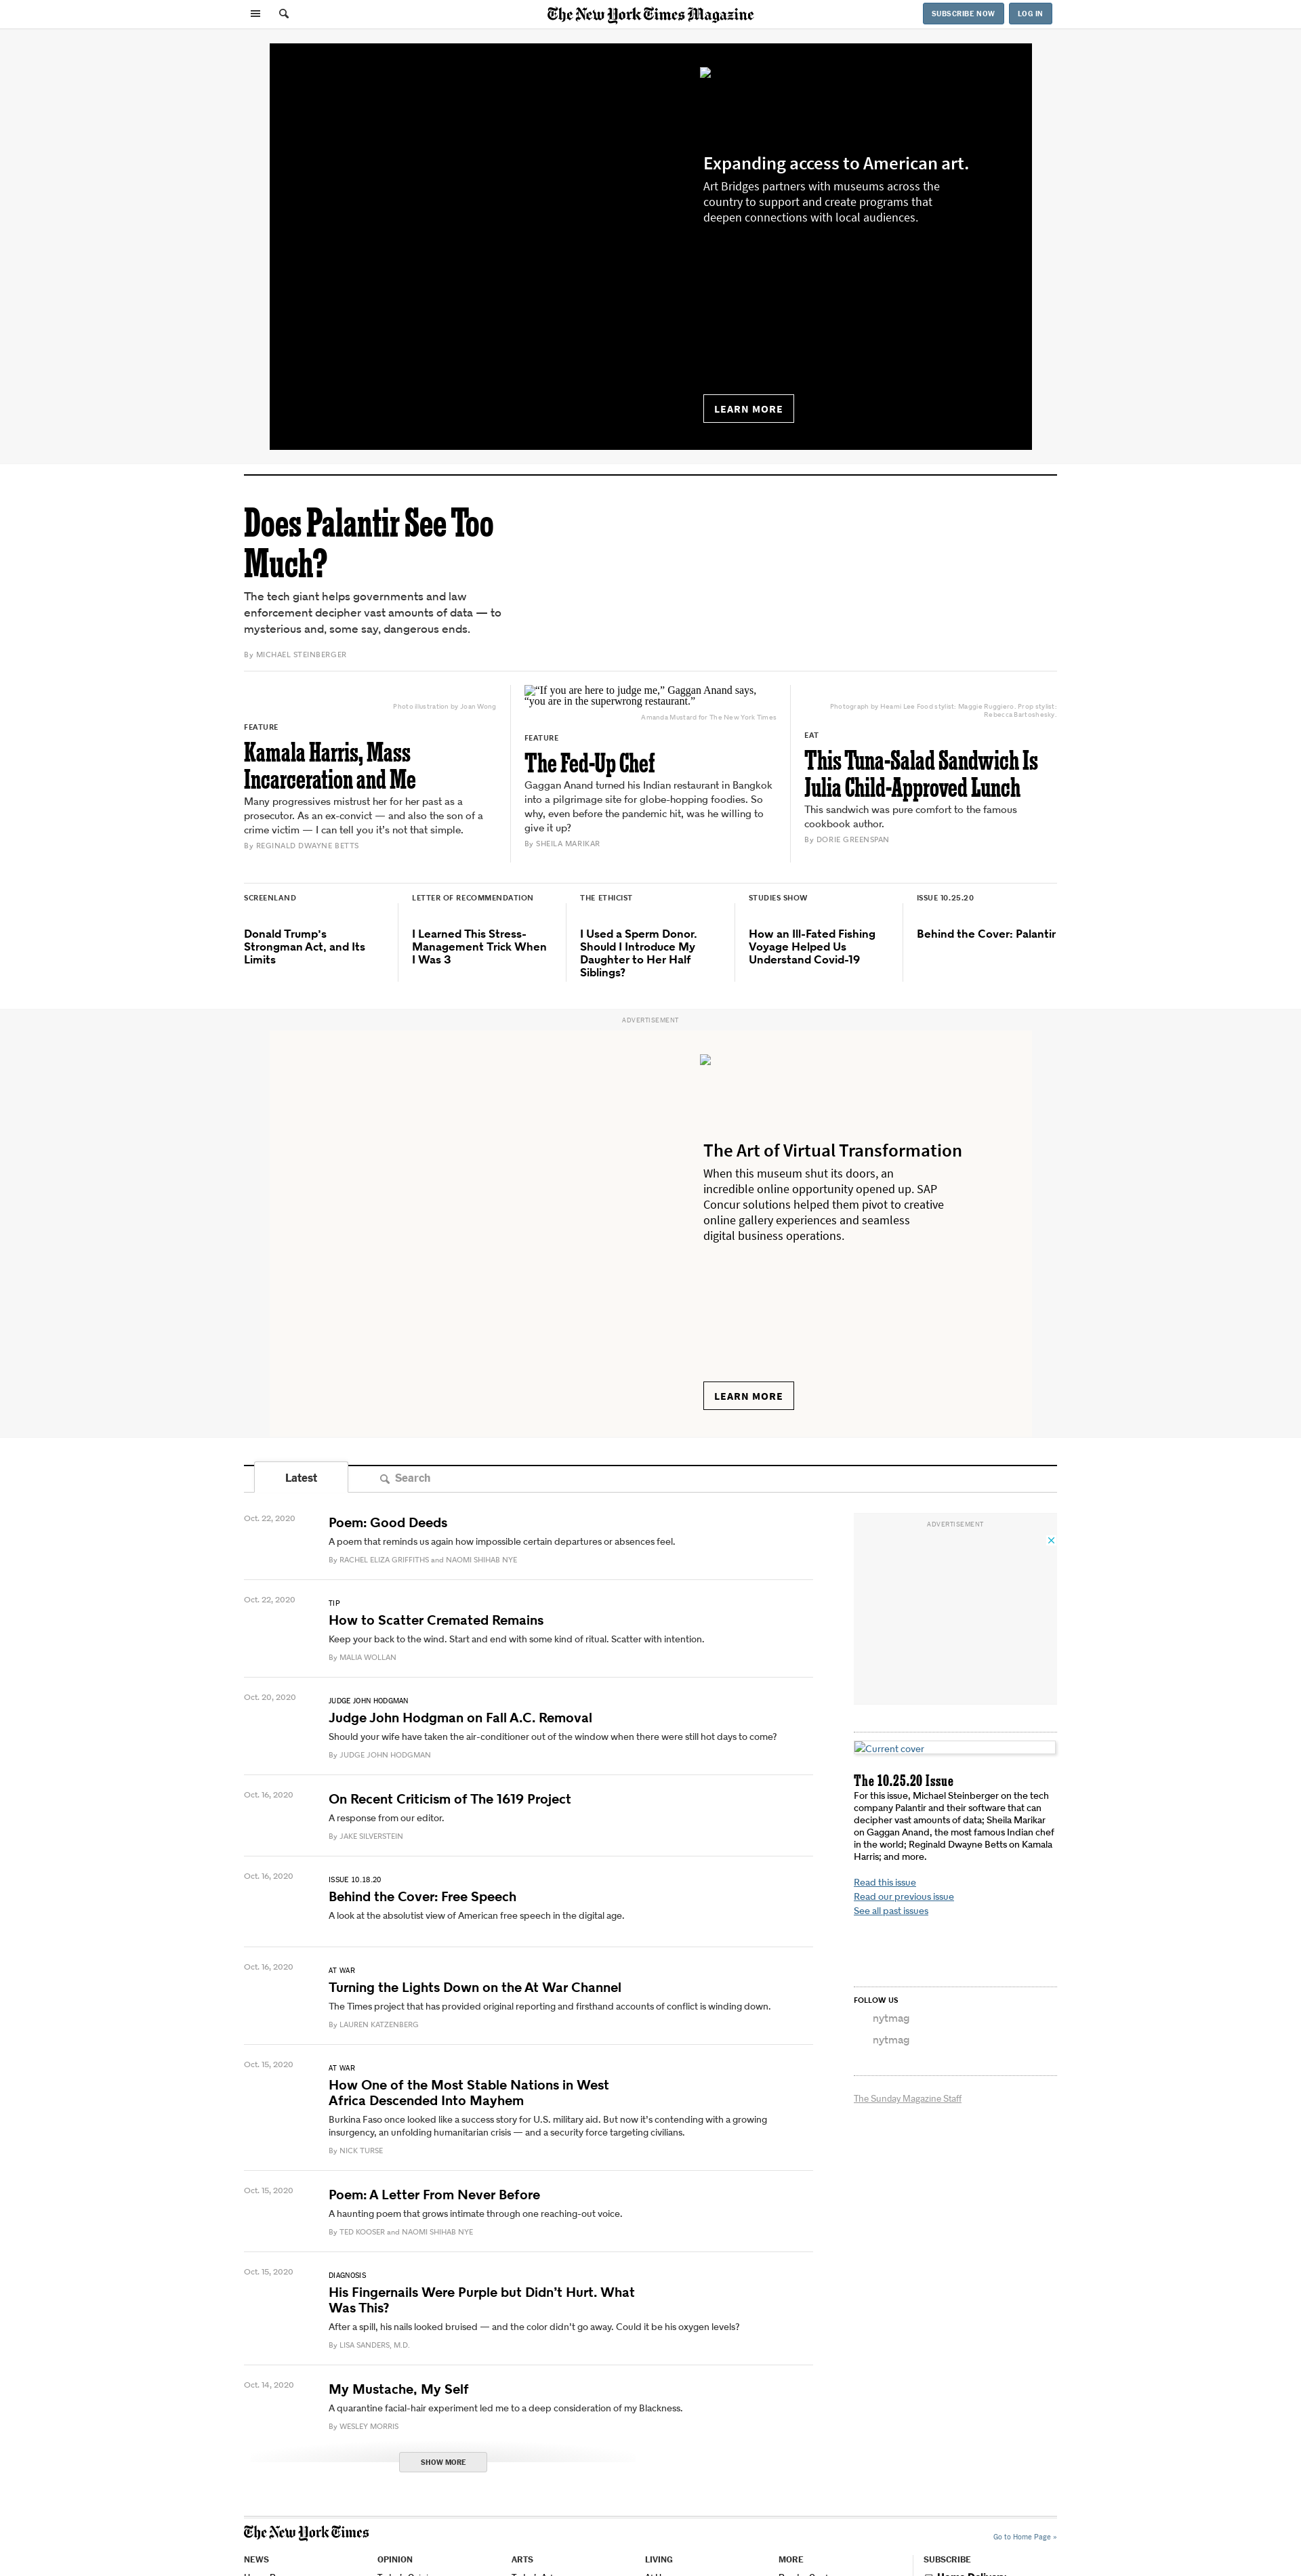 The New York Times Magazine
SUBSCRIBE NOW
LOG IN
Expanding access to American art.
Art Bridges partners with museums across the
country to support and create programs that
deepen connections with local audiences.
LEARN MORE
Does Palantir See Too
Much?
The tech giant helps governments and law
enforcement decipher vast amounts of data — to
mysterious and, some say, dangerous ends.
By MICHAEL STEINBERGER
Photo illustration by Joan Wong
FEATURE
Kamala Harris, Mass
Incarceration and Me
Many progressives mistrust her for her past as a
prosecutor. As an ex-convict — and also the son of a
crime victim — I can tell you it’s not that simple.
By REGINALD DWAYNE BETTS
“If you are here to judge me,” Gaggan Anand says,
“you are in the superwrong restaurant.”
Amanda Mustard for The New York Times
FEATURE
The Fed-Up Chef
Gaggan Anand turned his Indian restaurant in Bangkok
into a pilgrimage site for globe-hopping foodies. So
why, even before the pandemic hit, was he willing to
give it up?
By SHEILA MARIKAR
Photograph by Heami Lee Food stylist: Maggie Ruggiero. Prop stylist:
Rebecca Bartoshesky.
EAT
This Tuna-Salad Sandwich Is
Julia Child-Approved Lunch
This sandwich was pure comfort to the famous
cookbook author.
By DORIE GREENSPAN
SCREENLAND
Donald Trump’s
Strongman Act, and Its
Limits
LETTER OF RECOMMENDATION
I Learned This Stress-
Management Trick When
I Was 3
THE ETHICIST
I Used a Sperm Donor.
Should I Introduce My
Daughter to Her Half
Siblings?
STUDIES SHOW
How an Ill-Fated Fishing
Voyage Helped Us
Understand Covid-19
ISSUE 10.25.20
Behind the Cover: Palantir
ADVERTISEMENT
The Art of Virtual Transformation
When this museum shut its doors, an
incredible online opportunity opened up. SAP
Concur solutions helped them pivot to creative
online gallery experiences and seamless
digital business operations.
LEARN MORE
Latest
Search
Oct. 22, 2020
Poem: Good Deeds
A poem that reminds us again how impossible certain departures or absences feel.
By RACHEL ELIZA GRIFFITHS and NAOMI SHIHAB NYE
Oct. 22, 2020
TIP
How to Scatter Cremated Remains
Keep your back to the wind. Start and end with some kind of ritual. Scatter with intention.
By MALIA WOLLAN
Oct. 20, 2020
JUDGE JOHN HODGMAN
Judge John Hodgman on Fall A.C. Removal
Should your wife have taken the air-conditioner out of the window when there were still hot days to come?
By JUDGE JOHN HODGMAN
Oct. 16, 2020
On Recent Criticism of The 1619 Project
A response from our editor.
By JAKE SILVERSTEIN
Oct. 16, 2020
ISSUE 10.18.20
Behind the Cover: Free Speech
A look at the absolutist view of American free speech in the digital age.
Oct. 16, 2020
AT WAR
Turning the Lights Down on the At War Channel
The Times project that has provided original reporting and firsthand accounts of conflict is winding down.
By LAUREN KATZENBERG
Oct. 15, 2020
AT WAR
How One of the Most Stable Nations in West
Africa Descended Into Mayhem
Burkina Faso once looked like a success story for U.S. military aid. But now it’s contending with a growing
insurgency, an unfolding humanitarian crisis — and a security force targeting civilians.
By NICK TURSE
Oct. 15, 2020
Poem: A Letter From Never Before
A haunting poem that grows intimate through one reaching-out voice.
By TED KOOSER and NAOMI SHIHAB NYE
Oct. 15, 2020
DIAGNOSIS
His Fingernails Were Purple but Didn’t Hurt. What
Was This?
After a spill, his nails looked bruised — and the color didn’t go away. Could it be his oxygen levels?
By LISA SANDERS, M.D.
Oct. 14, 2020
My Mustache, My Self
A quarantine facial-hair experiment led me to a deep consideration of my Blackness.
By WESLEY MORRIS
SHOW MORE
ADVERTISEMENT
Current cover
The 10.25.20 Issue
For this issue, Michael Steinberger on the tech
company Palantir and their software that can
decipher vast amounts of data; Sheila Marikar
on Gaggan Anand, the most famous Indian chef
in the world; Reginald Dwayne Betts on Kamala
Harris; and more.
Read this issue
Read our previous issue
See all past issues
FOLLOW US
nytmag
nytmag
The Sunday Magazine Staff
The New York Times
Go to Home Page »
NEWS
OPINION
ARTS
LIVING
MORE
SUBSCRIBE